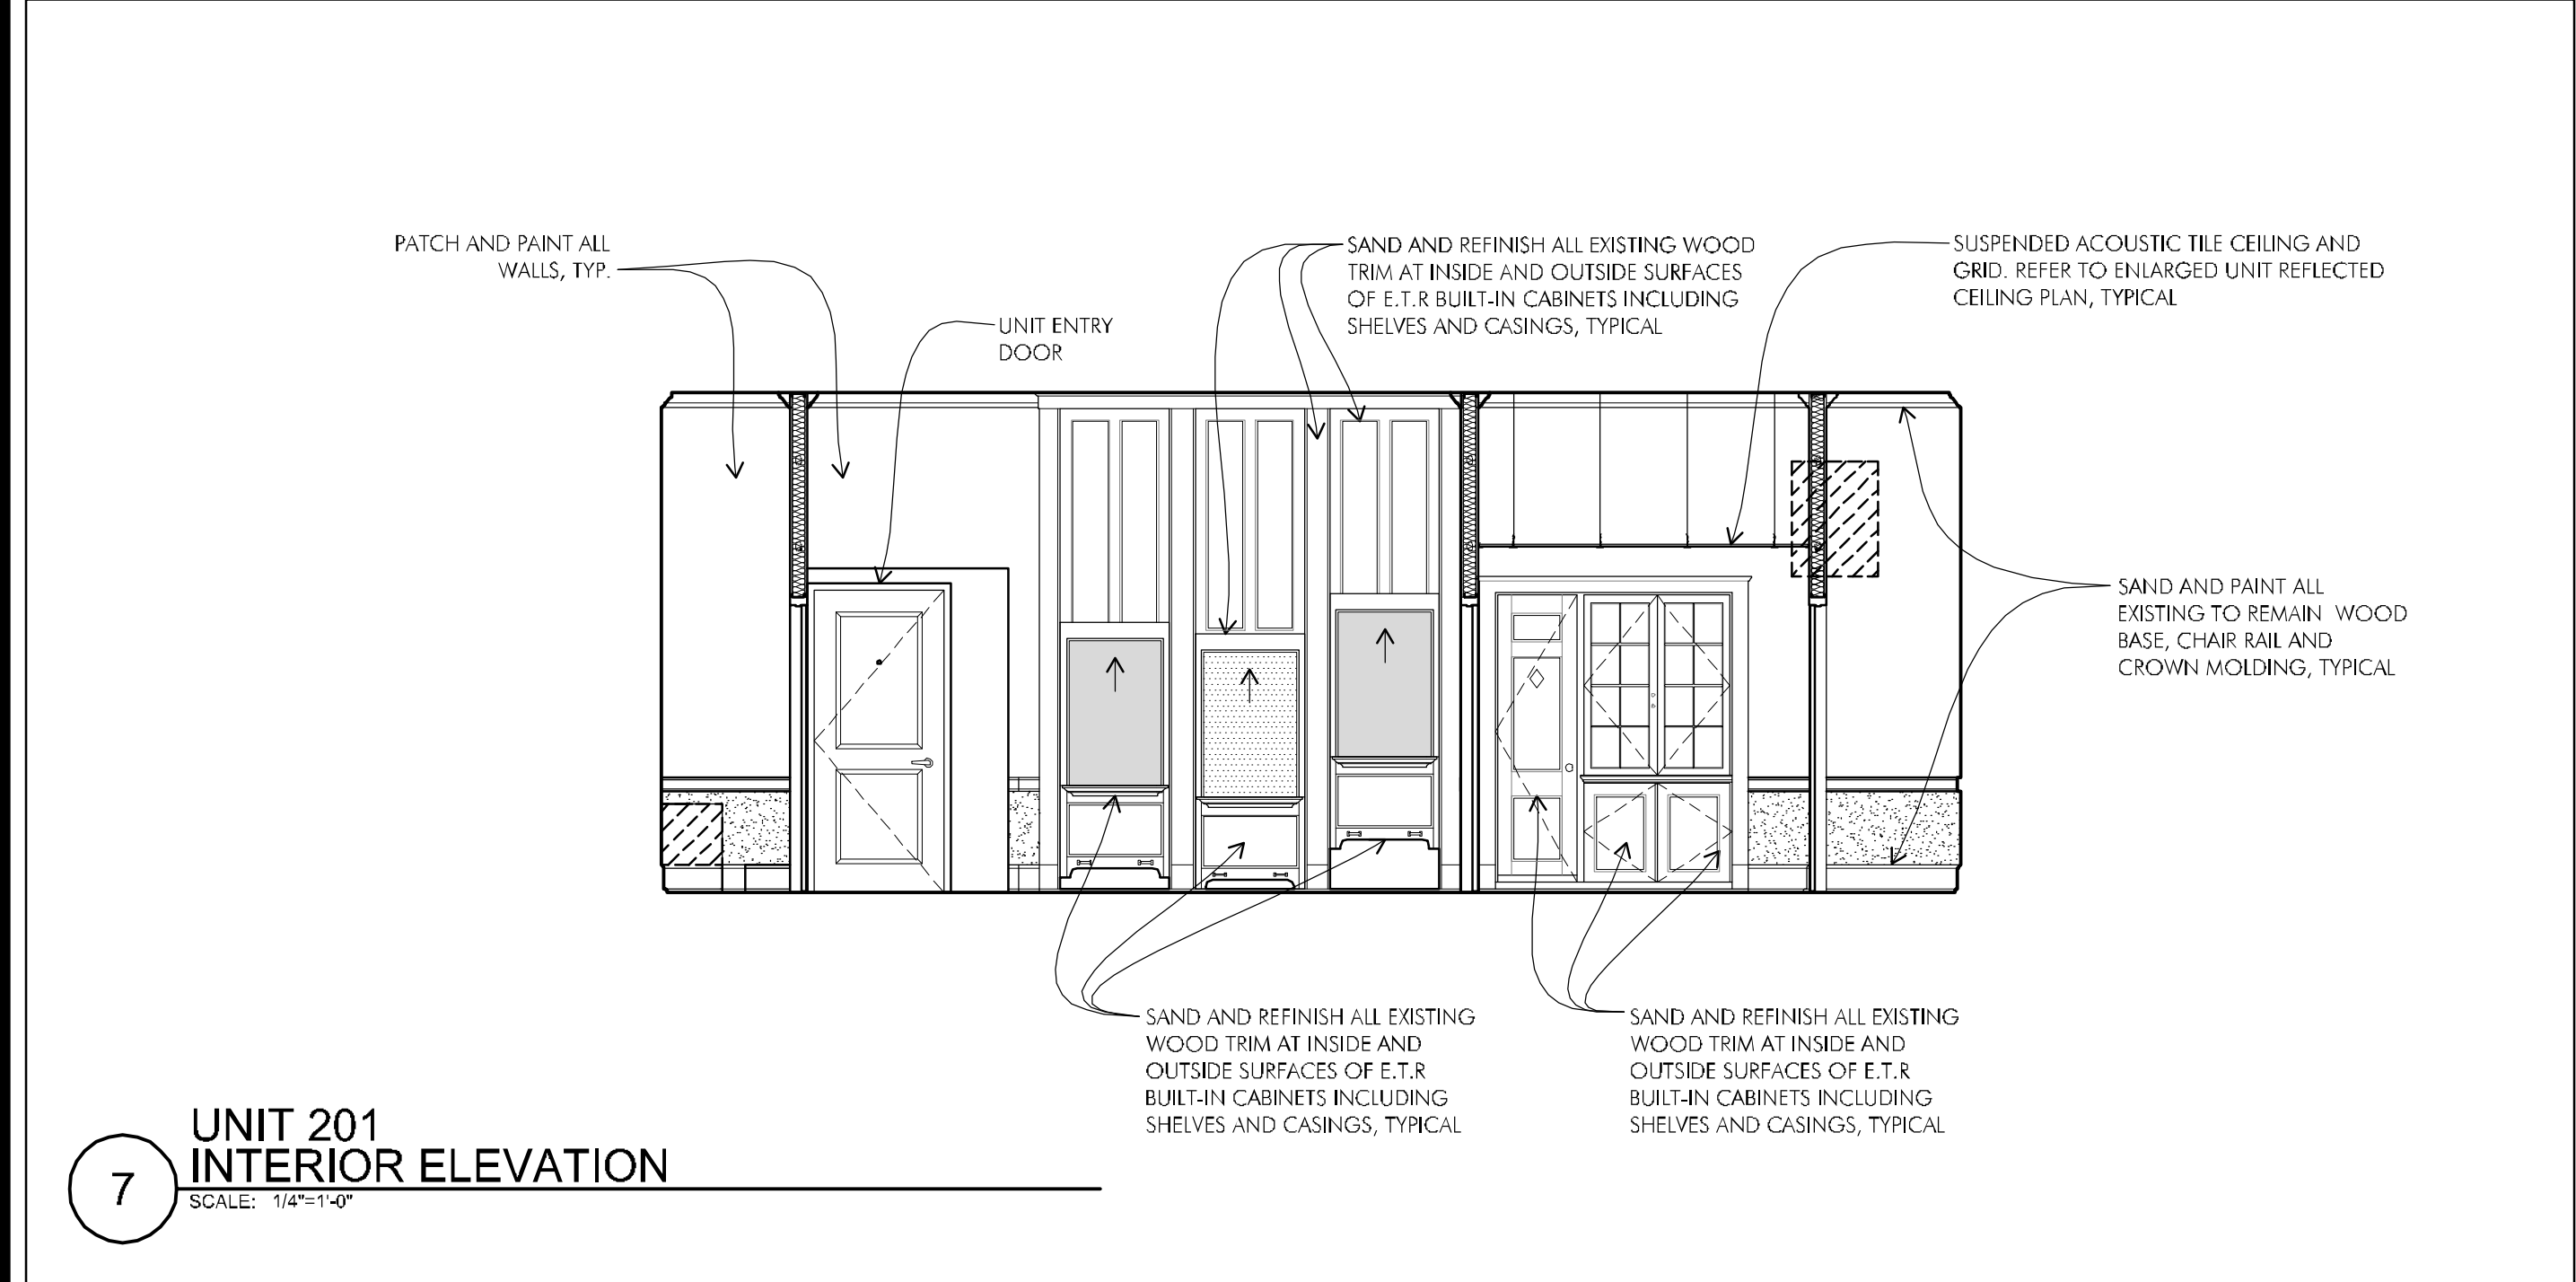 PATCH AND PAINT ALL
WALLS, TYP.
UNIT ENTRY
DOOR
SAND AND REFINISH ALL EXISTING WOOD
TRIM AT INSIDE AND OUTSIDE SURFACES
OF E.T.R BUILT-IN CABINETS INCLUDING
SHELVES AND CASINGS, TYPICAL
SUSPENDED ACOUSTIC TILE CEILING AND
GRID. REFER TO ENLARGED UNIT REFLECTED
CEILING PLAN, TYPICAL
SAND AND PAINT ALL
EXISTING TO REMAIN WOOD
BASE, CHAIR RAIL AND
CROWN MOLDING, TYPICAL
SAND AND REFINISH ALL EXISTING
WOOD TRIM AT INSIDE AND
OUTSIDE SURFACES OF E.T.R
BUILT-IN CABINETS INCLUDING
SHELVES AND CASINGS, TYPICAL
SAND AND REFINISH ALL EXISTING
WOOD TRIM AT INSIDE AND
OUTSIDE SURFACES OF E.T.R
BUILT-IN CABINETS INCLUDING
SHELVES AND CASINGS, TYPICAL
7
UNIT 201
INTERIOR ELEVATION
SCALE: 1/4"=1'-0"